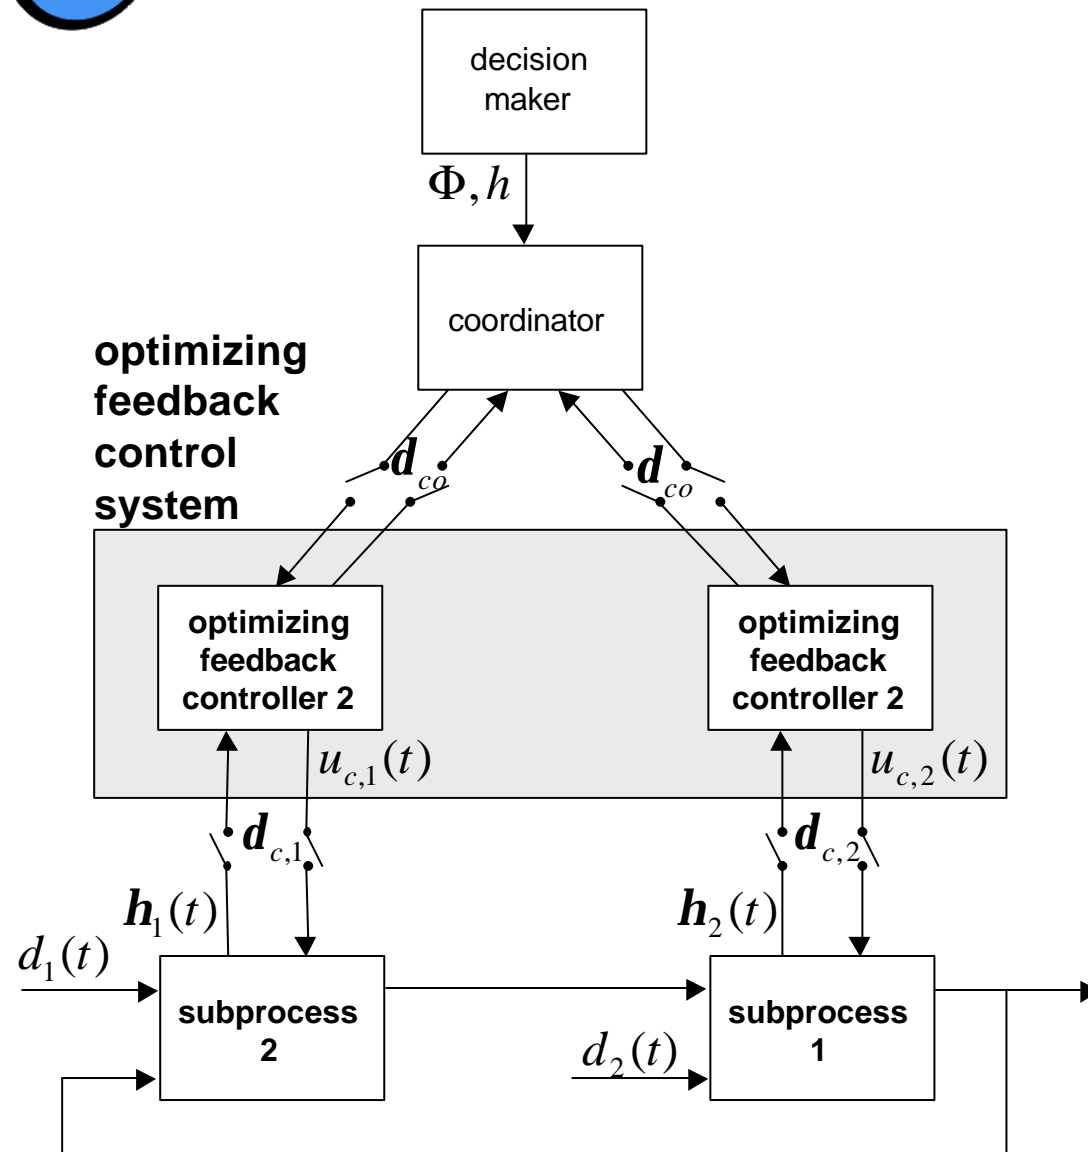 decision
maker
Φ, h
coordinator
optimizing
feedback
control
system
d_co
d_co
optimizing
feedback
controller 2
optimizing
feedback
controller 2
u_c,1(t)
u_c,2(t)
d_c,1
d_c,2
h_1(t)
h_2(t)
d_1(t)
subprocess
2
subprocess
1
d_2(t)